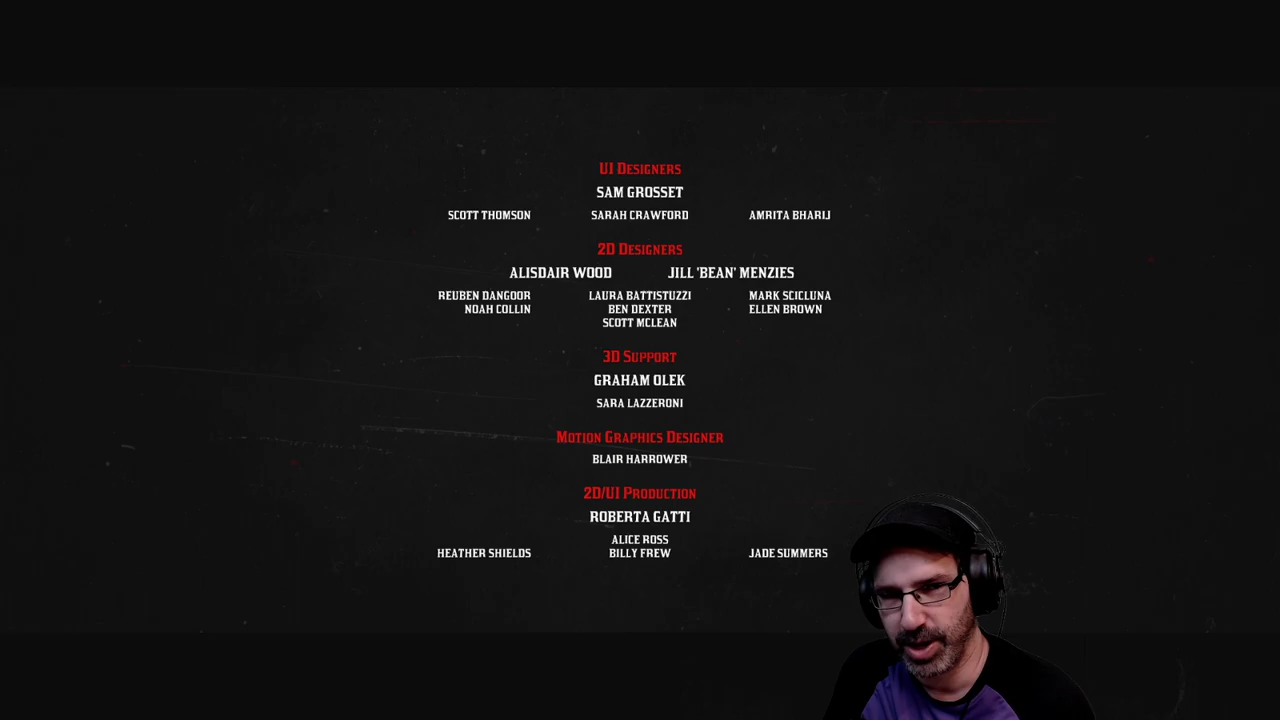 UI DESIGNERS
SAM GROSSET
SCOTT THOMSON SARAH CRAWFORD AMRITA BHARIJ
2D DESIGNERS
ALISDAIR WOOD JILL 'BEAN' MENZIES
REUBEN DANGOOR LAURA BATTISTUZZI MARK SCICLUNA
NOAH COLLIN BEN DEXTER ELLEN BROWN
SCOTT MCLEAN
3D SUPPORT
GRAHAM OLEK
SARA LAZZERONI
MOTION GRAPHICS DESIGNER
BLAIR HARROWER
2D/UI PRODUCTION
ROBERTA GATTI
ALICE ROSS
HEATHER SHIELDS BILLY FREW JADE SUMMERS